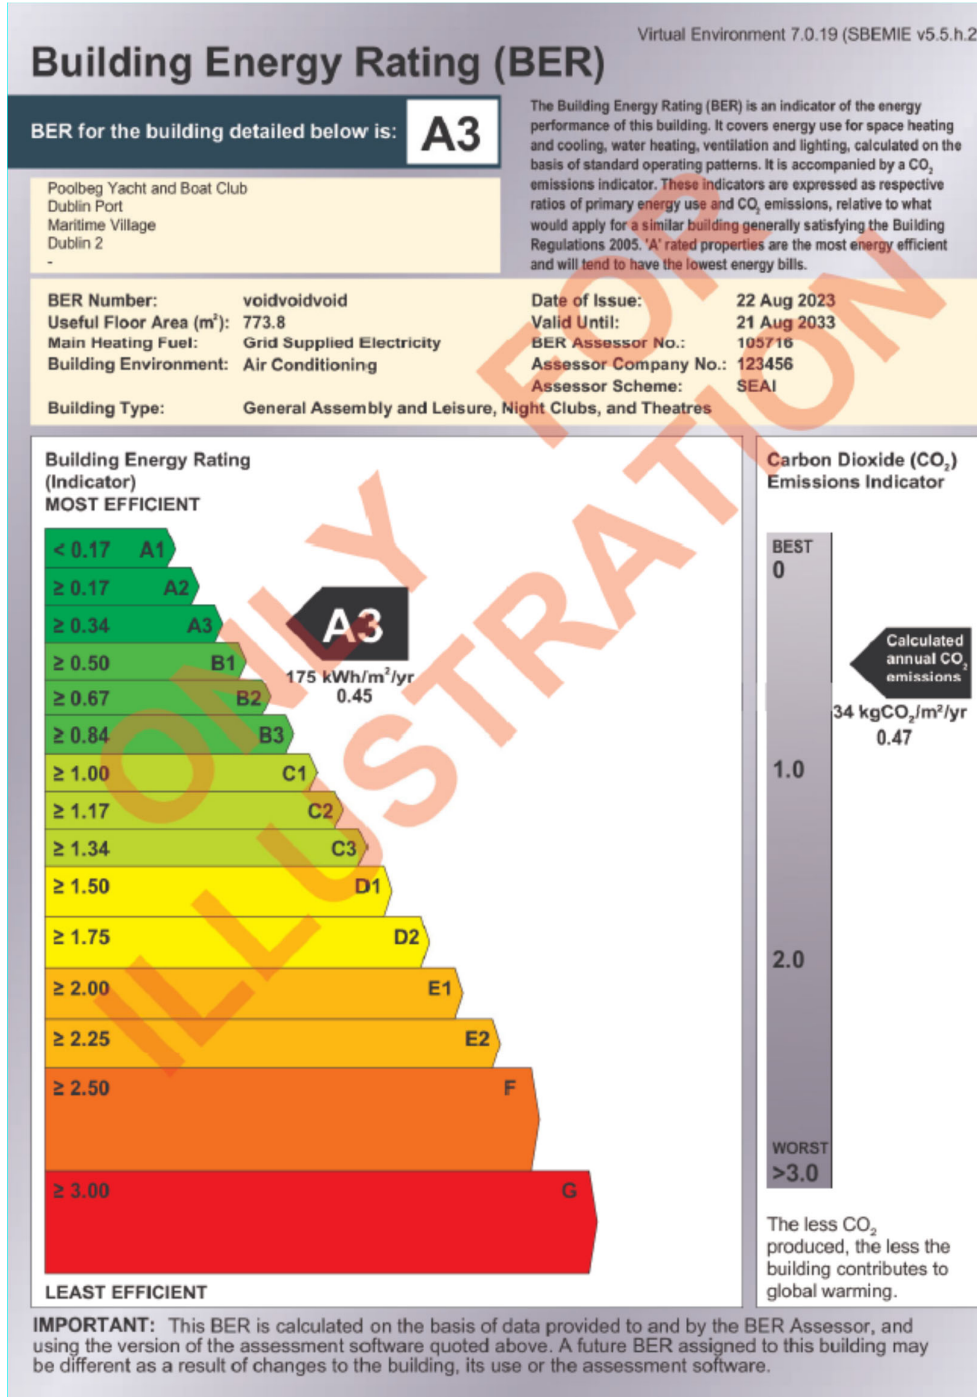 Virtual Environment 7.0.19 (SBEMIE v5.5.h.2
Building Energy Rating (BER)
BER for the building detailed below is: A3
The Building Energy Rating (BER) is an indicator of the energy
performance of this building. It covers energy use for space heating
and cooling, water heating, ventilation and lighting, calculated on the
basis of standard operating patterns. It is accompanied by a CO₂
emissions indicator. These indicators are expressed as respective
ratios of primary energy use and CO₂ emissions, relative to what
would apply for a similar building generally satisfying the Building
Regulations 2005. 'A' rated properties are the most energy efficient
and will tend to have the lowest energy bills.
Poolbeg Yacht and Boat Club
Dublin Port
Maritime Village
Dublin 2
-
BER Number: voidvoidvoid
Useful Floor Area (m²): 773.8
Main Heating Fuel: Grid Supplied Electricity
Building Environment: Air Conditioning
Date of Issue: 22 Aug 2023
Valid Until: 21 Aug 2033
BER Assessor No.: 105716
Assessor Company No.: 123456
Assessor Scheme: SEAI
Building Type: General Assembly and Leisure, Night Clubs, and Theatres
Building Energy Rating
(Indicator)
MOST EFFICIENT
< 0.17 A1
≥ 0.17 A2
≥ 0.34 A3
≥ 0.50 B1
≥ 0.67 B2
≥ 0.84 B3
≥ 1.00 C1
≥ 1.17 C2
≥ 1.34 C3
≥ 1.50 D1
≥ 1.75 D2
≥ 2.00 E1
≥ 2.25 E2
≥ 2.50 F
≥ 3.00 G
LEAST EFFICIENT
A3
175 kWh/m²/yr
0.45
Carbon Dioxide (CO₂)
Emissions Indicator
BEST
0
1.0
2.0
WORST
>3.0
Calculated
annual CO₂
emissions
34 kgCO₂/m²/yr
0.47
The less CO₂
produced, the less the
building contributes to
global warming.
ONLY FOR
ILLUSTRATION
IMPORTANT: This BER is calculated on the basis of data provided to and by the BER Assessor, and
using the version of the assessment software quoted above. A future BER assigned to this building may
be different as a result of changes to the building, its use or the assessment software.